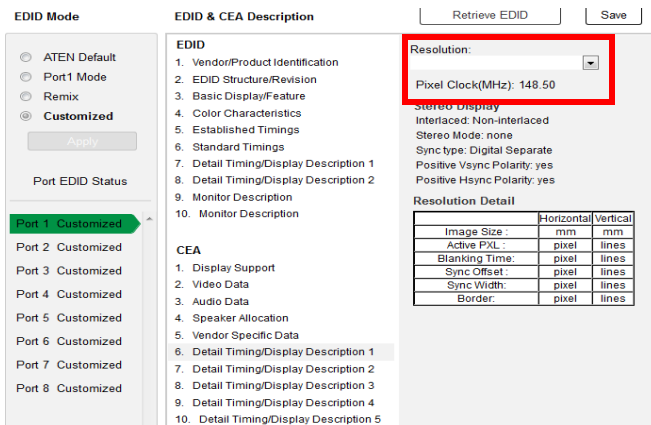 EDID Mode
ATEN Default
Port1 Mode
Remix
Customized
Apply
Port EDID Status
Port 1 Customized
Port 2 Customized
Port 3 Customized
Port 4 Customized
Port 5 Customized
Port 6 Customized
Port 7 Customized
Port 8 Customized
EDID & CEA Description
EDID
1. Vendor/Product Identification
2. EDID Structure/Revision
3. Basic Display/Feature
4. Color Characteristics
5. Established Timings
6. Standard Timings
7. Detail Timing/Display Description 1
8. Detail Timing/Display Description 2
9. Monitor Description
10. Monitor Description
CEA
1. Display Support
2. Video Data
3. Audio Data
4. Speaker Allocation
5. Vendor Specific Data
6. Detail Timing/Display Description 1
7. Detail Timing/Display Description 2
8. Detail Timing/Display Description 3
9. Detail Timing/Display Description 4
10. Detail Timing/Display Description 5
Retrieve EDID Save
Resolution:
Pixel Clock(MHz): 148.50
Stereo Display
Interlaced: Non-interlaced
Stereo Mode: none
Sync type: Digital Separate
Positive Vsync Polarity: yes
Positive Hsync Polarity: yes
Resolution Detail
Horizontal Vertical
Image Size : mm mm
Active PXL : pixel lines
Blanking Time: pixel lines
Sync Offset : pixel lines
Sync Width: pixel lines
Border: pixel lines